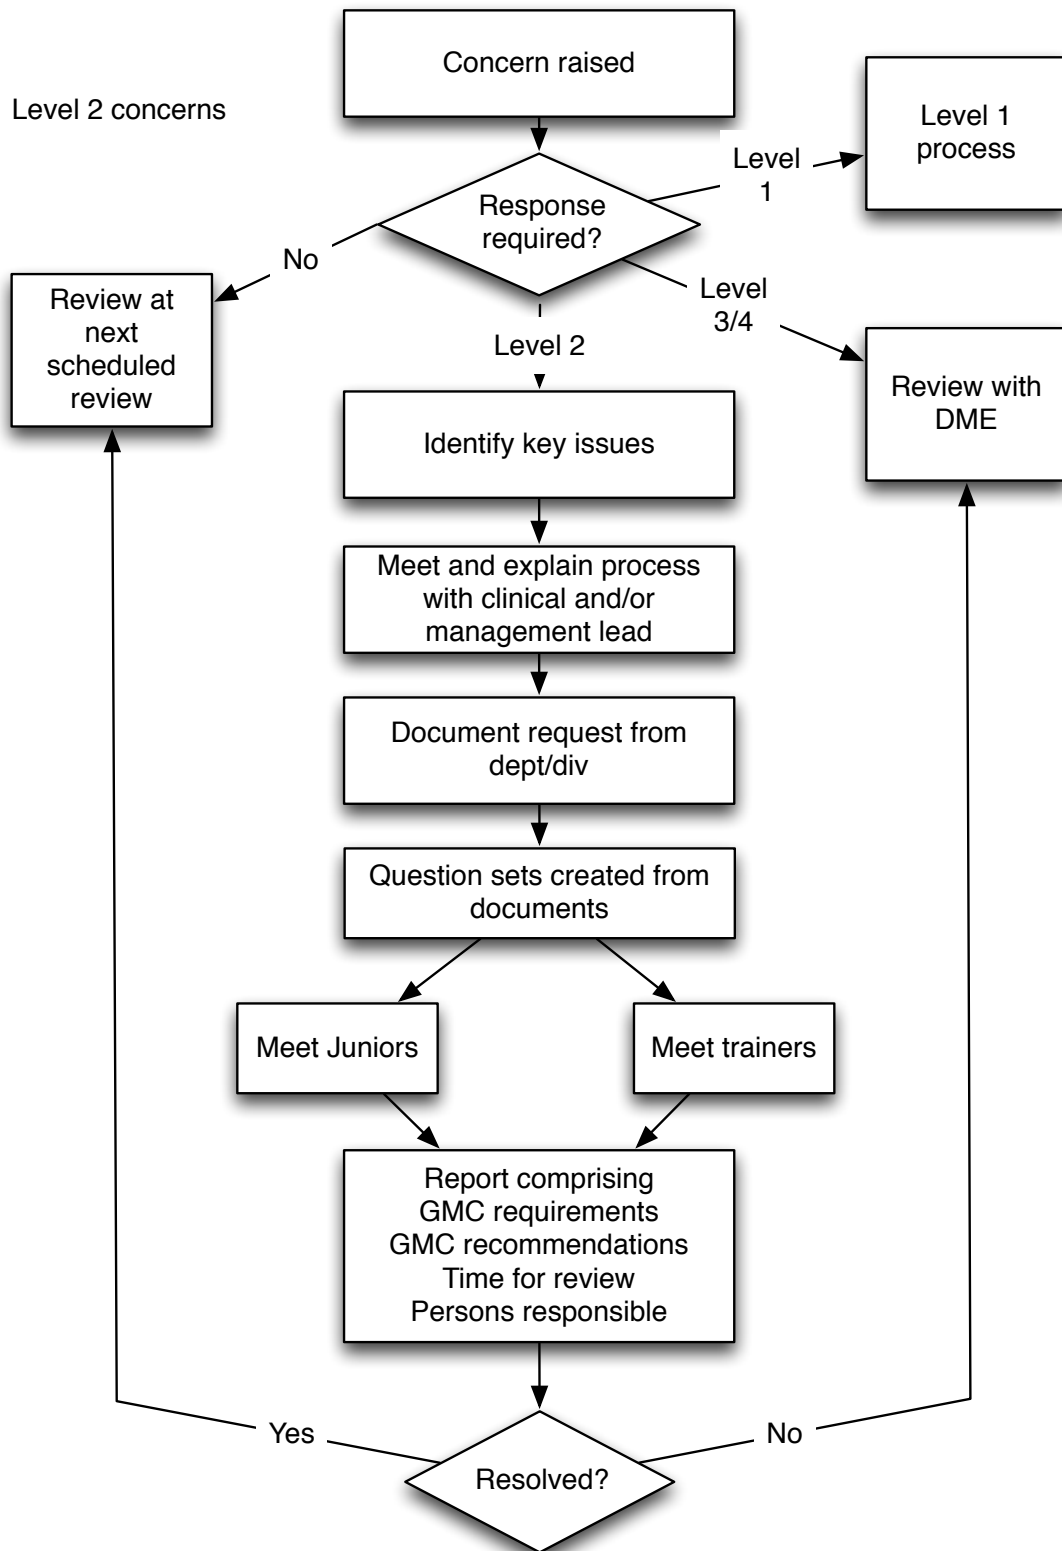 Concern raised
Level 2 concerns
Level 1
process
Level
1
Response
required?
No
Level
3/4
Review at
next
scheduled
review
Level 2
Review with
DME
Identify key issues
Meet and explain process
with clinical and/or
management lead
Document request from
dept/div
Question sets created from
documents
Meet Juniors
Meet trainers
Report comprising
GMC requirements
GMC recommendations
Time for review
Persons responsible
Yes
No
Resolved?